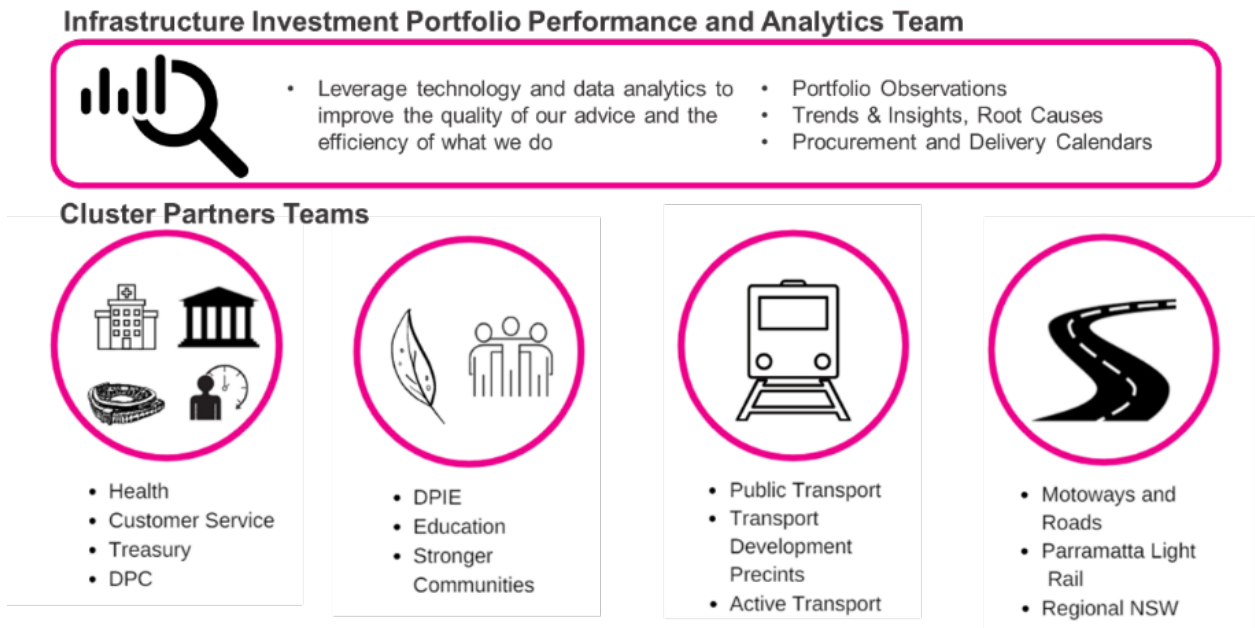 Infrastructure Investment Portfolio Performance and Analytics Team
• Leverage technology and data analytics to
improve the quality of our advice and the
efficiency of what we do
• Portfolio Observations
• Trends & Insights, Root Causes
• Procurement and Delivery Calendars
Cluster Partners Teams
• Health
• Customer Service
• Treasury
• DPC
• DPIE
• Education
• Stronger
Communities
• Public Transport
• Transport
Development
Precints
• Active Transport
• Motoways and
Roads
• Parramatta Light
Rail
• Regional NSW